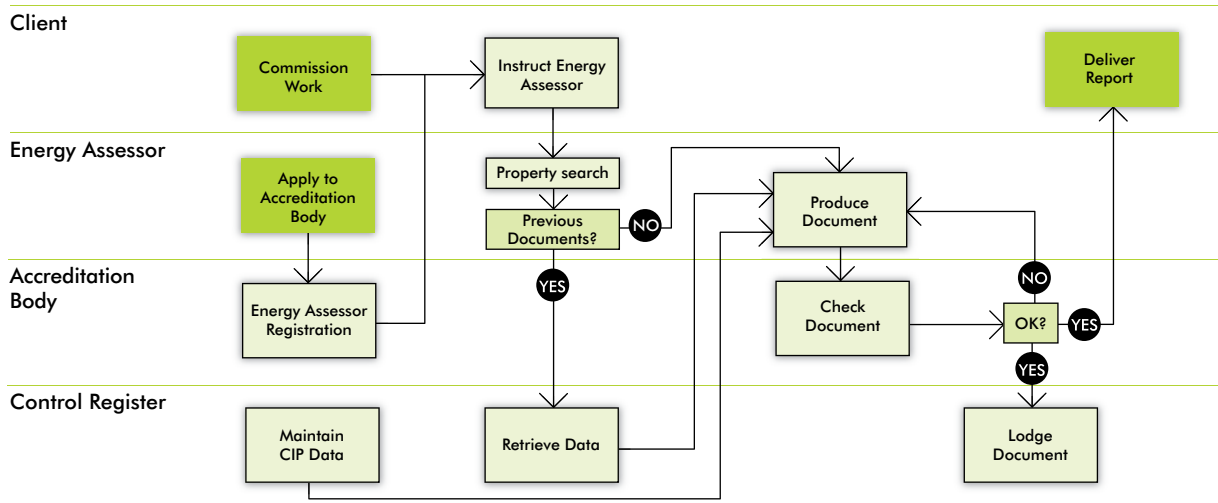 Client
Commission
Work
Instruct Energy
Assessor
Deliver
Report
Energy Assessor
Apply to
Accreditation
Body
Property search
Previous
Documents?
NO
Produce
Document
Accreditation
Body
Energy Assessor
Registration
YES
Check
Document
NO
OK?
YES
YES
Control Register
Maintain
CIP Data
Retrieve Data
Lodge
Document